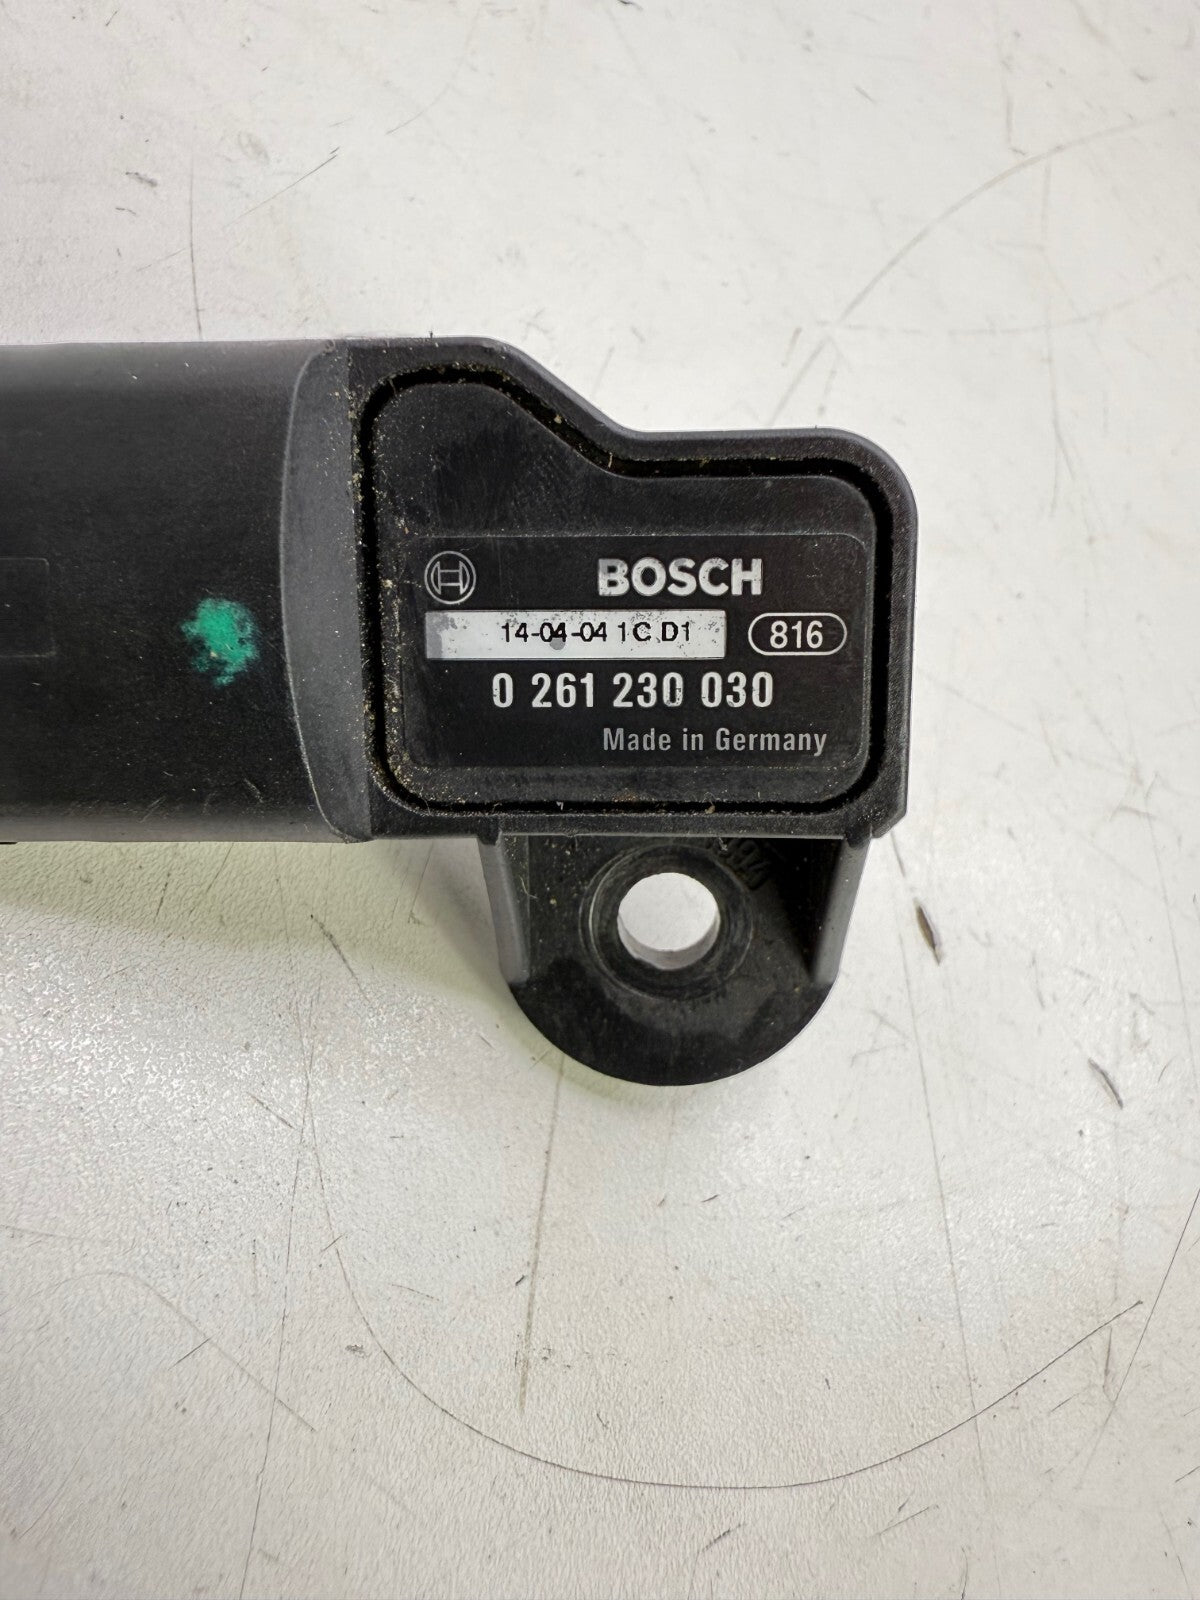 BOSCH
14-04-04 1C D1
816
0 261 230 030
Made in Germany